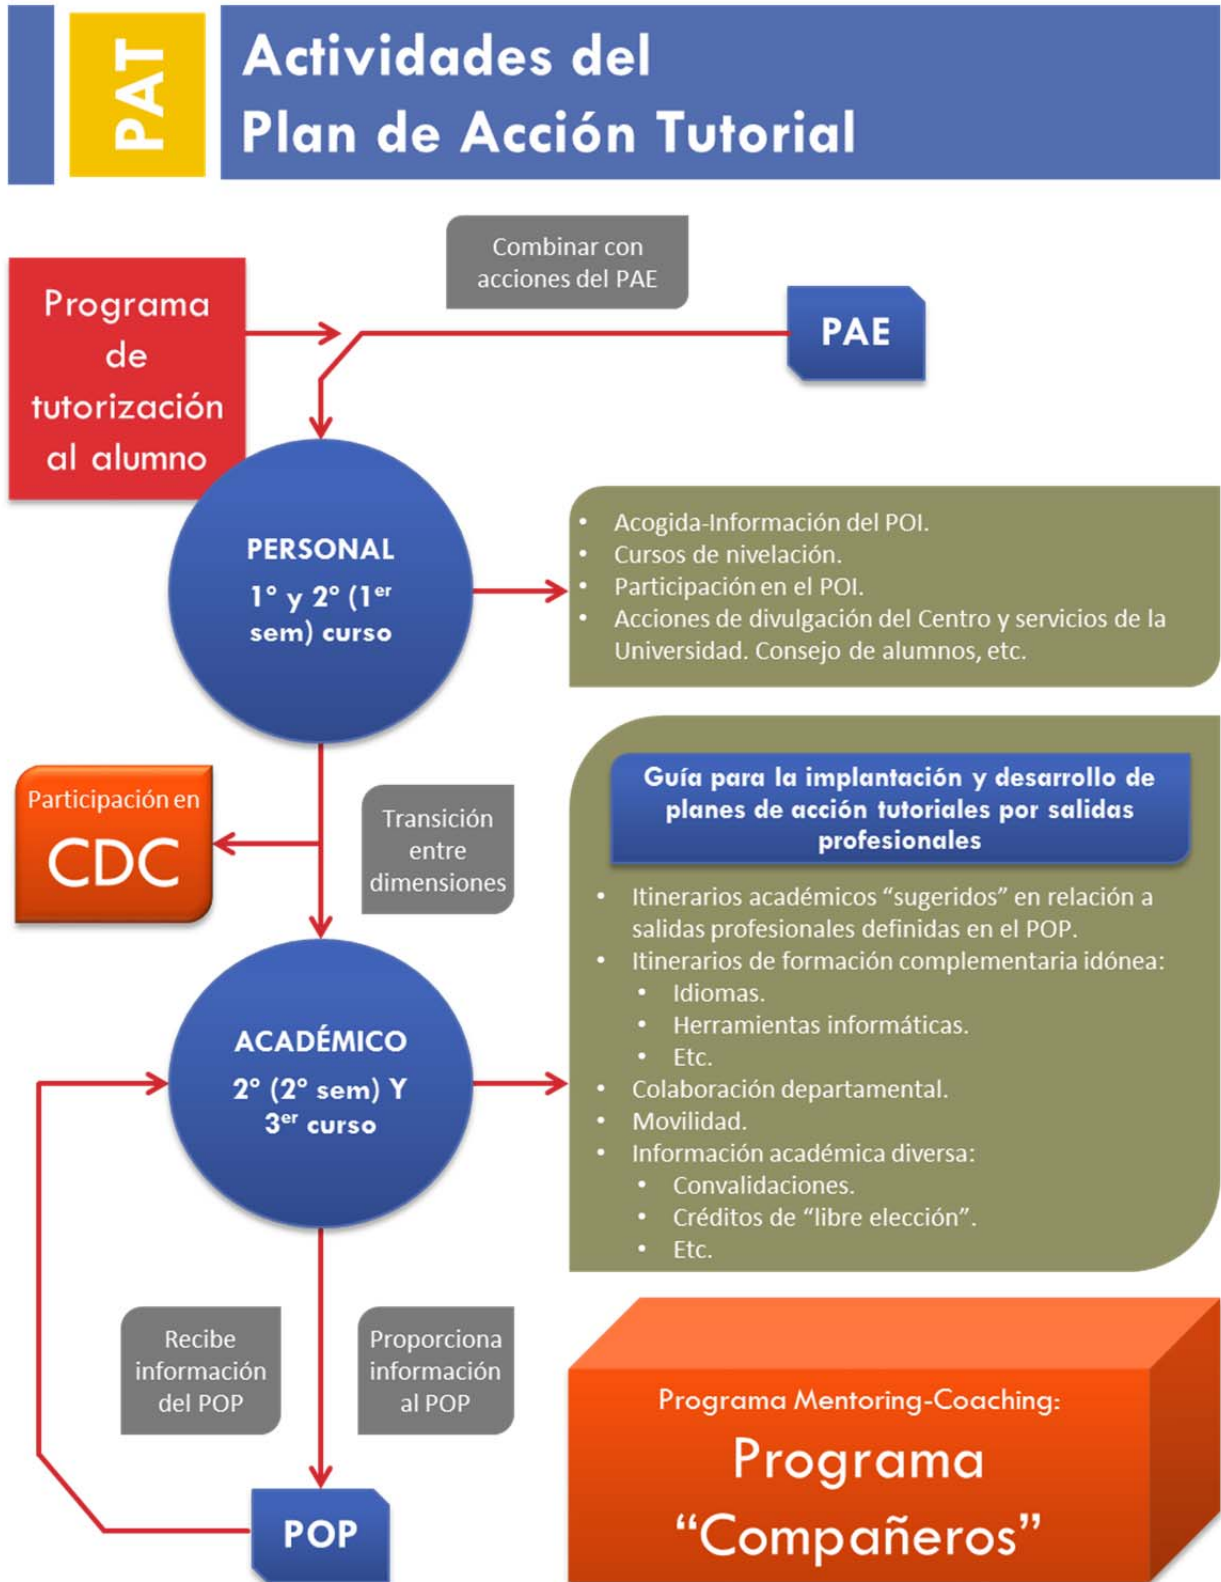 PAT
Actividades del
Plan de Acción Tutorial
Combinar con
acciones del PAE
Programa
de
tutorización
al alumno
PAE
PERSONAL
1º y 2º (1er
sem) curso
• Acogida-Información del POI.
• Cursos de nivelación.
• Participación en el POI.
• Acciones de divulgación del Centro y servicios de la
Universidad. Consejo de alumnos, etc.
Participación en
CDC
Transición
entre
dimensiones
Guía para la implantación y desarrollo de
planes de acción tutoriales por salidas
profesionales
• Itinerarios académicos “sugeridos” en relación a
salidas profesionales definidas en el POP.
• Itinerarios de formación complementaria idónea:
• Idiomas.
• Herramientas informáticas.
• Etc.
• Colaboración departamental.
• Movilidad.
• Información académica diversa:
• Convalidaciones.
• Créditos de “libre elección”.
• Etc.
ACADÉMICO
2º (2º sem) Y
3er curso
Recibe
información
del POP
Proporciona
información
al POP
POP
Programa Mentoring-Coaching:
Programa
“Compañeros”